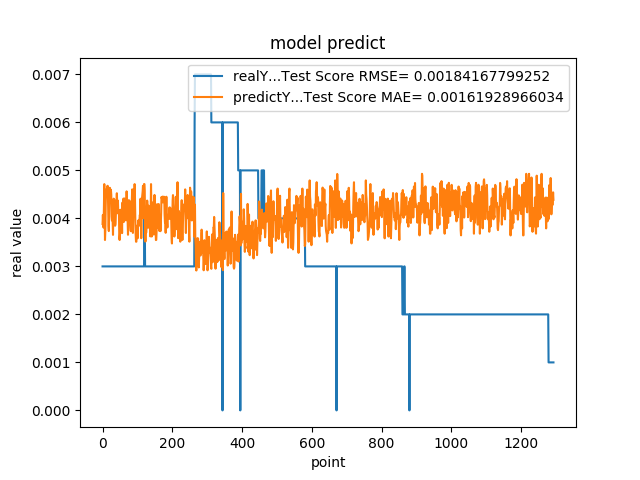 model predict
realY...Test Score RMSE= 0.00184167799252
predictY...Test Score MAE= 0.00161928966034
0.007
0.006
0.005
0.004
0.003
0.002
0.001
0.000
real value
0 200 400 600 800 1000 1200
point